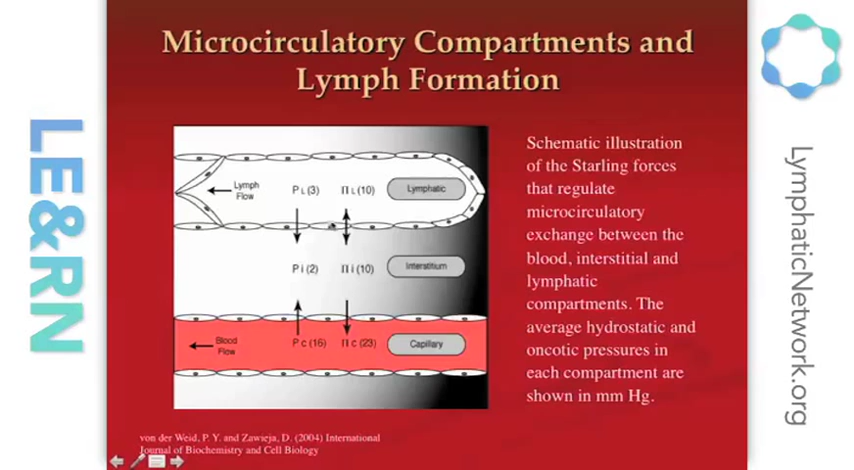 LE&RN
Microcirculatory Compartments and
Lymph Formation
Lymph
Flow
P L (3)
Π L (10)
Lymphatic
P i (2)
Π i (10)
Interstitium
Blood
Flow
P c (16)
Π c (23)
Capillary
Schematic illustration
of the Starling forces
that regulate
microcirculatory
exchange between the
blood, interstitial and
lymphatic
compartments. The
average hydrostatic and
oncotic pressures in
each compartment are
shown in mm Hg.
von der Weid, P. Y. and Zawieja, D. (2004) International
Journal of Biochemistry and Cell Biology
LymphaticNetwork.org